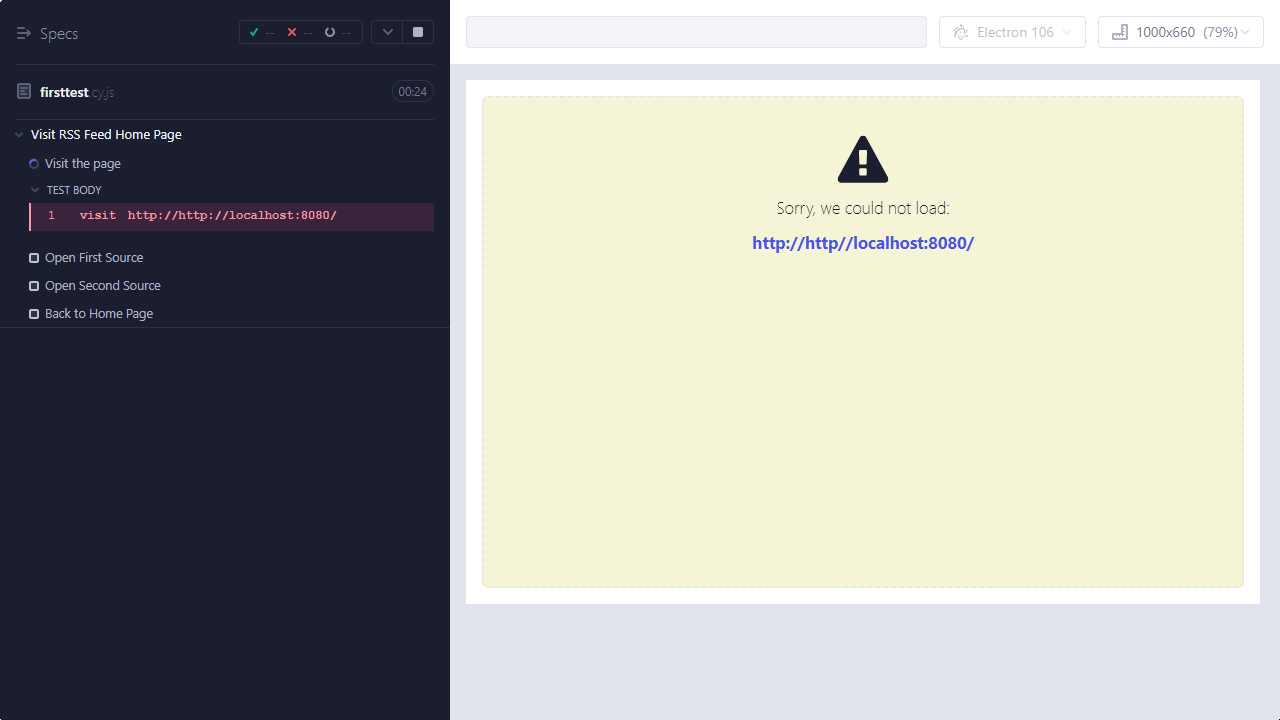 Specs
-- -- --
firsttest.cy.js
00:24
Visit RSS Feed Home Page
Visit the page
TEST BODY
1 visit http://http://localhost:8080/
Open First Source
Open Second Source
Back to Home Page
Electron 106
1000x660 (79%)
Sorry, we could not load:
http://http//localhost:8080/